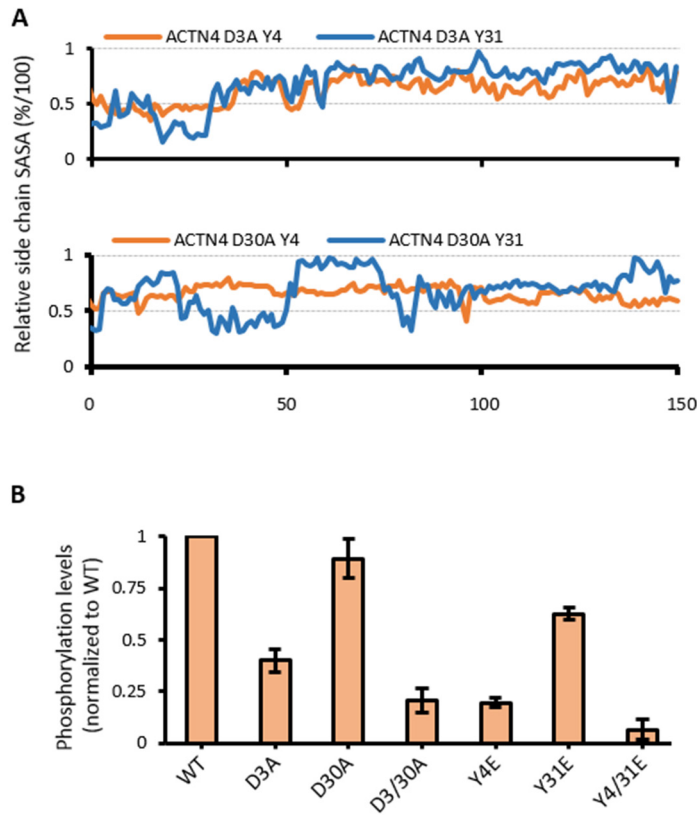 A
ACTN4 D3A Y4 ACTN4 D3A Y31
1
0.5
0
ACTN4 D30A Y4 ACTN4 D30A Y31
1
0.5
0
0 50 100 150
Relative side chain SASA (%/100)
B
Phosphorylation levels
(normalized to WT)
1
0.75
0.5
0.25
0
WT D3A D30A D3/30A Y4E Y31E Y4/31E